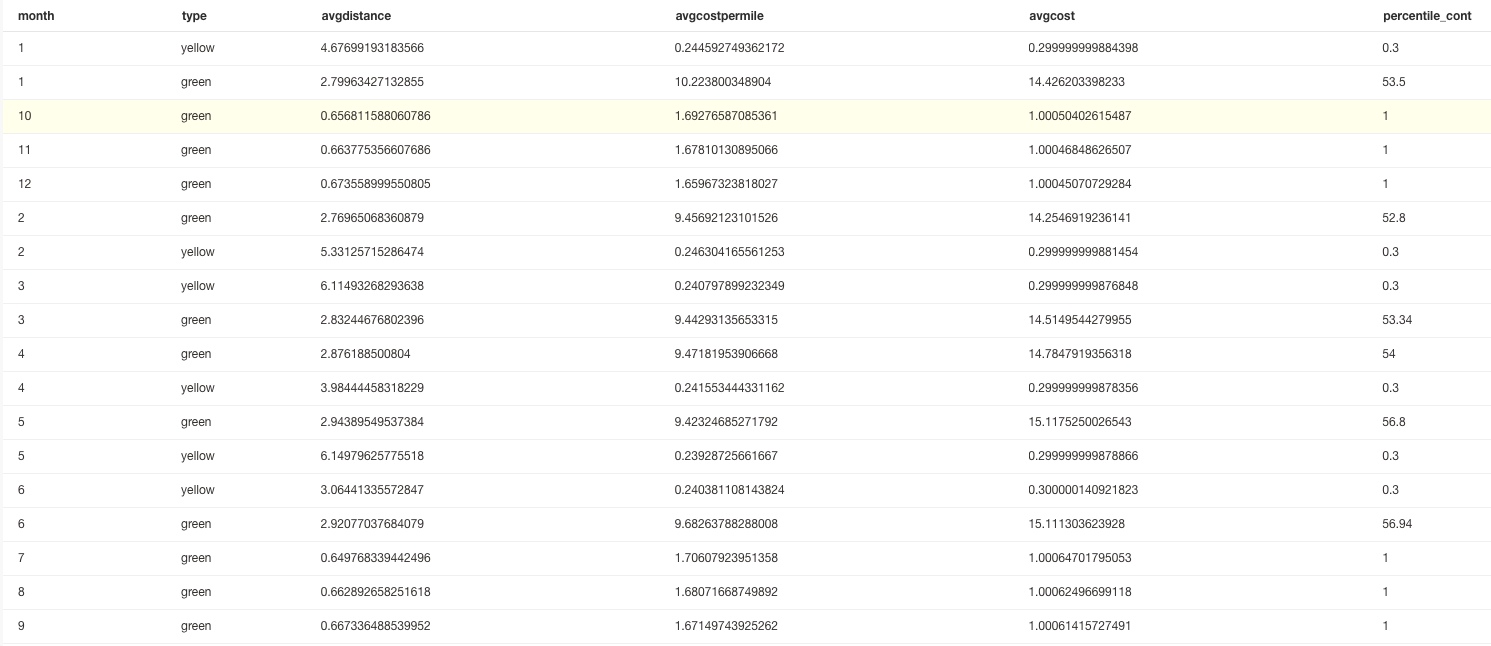 month type avgdistance avgcostpermile avgcost percentile_cont
1 yellow 4.67699193183566 0.244592749362172 0.299999999884398 0.3
1 green 2.79963427132855 10.223800348904 14.426203398233 53.5
10 green 0.656811588060786 1.69276587085361 1.00050402615487 1
11 green 0.663775356607686 1.67810130895066 1.00046848626507 1
12 green 0.673558999550805 1.65967323818027 1.00045070729284 1
2 green 2.76965068360879 9.45692123101526 14.2546919236141 52.8
2 yellow 5.33125715286474 0.246304165561253 0.299999999881454 0.3
3 yellow 6.11493268293638 0.240797899232349 0.299999999876848 0.3
3 green 2.83244676802396 9.44293135653315 14.5149544279955 53.34
4 green 2.876188500804 9.47181953906668 14.7847919356318 54
4 yellow 3.98444458318229 0.241553444331162 0.299999999878356 0.3
5 green 2.94389549537384 9.42324685271792 15.1175250026543 56.8
5 yellow 6.14979625775518 0.23928725661667 0.299999999878866 0.3
6 yellow 3.06441335572847 0.240381108143824 0.300000140921823 0.3
6 green 2.92077037684079 9.68263788288008 15.111303623928 56.94
7 green 0.649768339442496 1.70607923951358 1.00064701795053 1
8 green 0.662892658251618 1.68071668749892 1.00062496699118 1
9 green 0.667336488539952 1.67149743925262 1.00061415727491 1